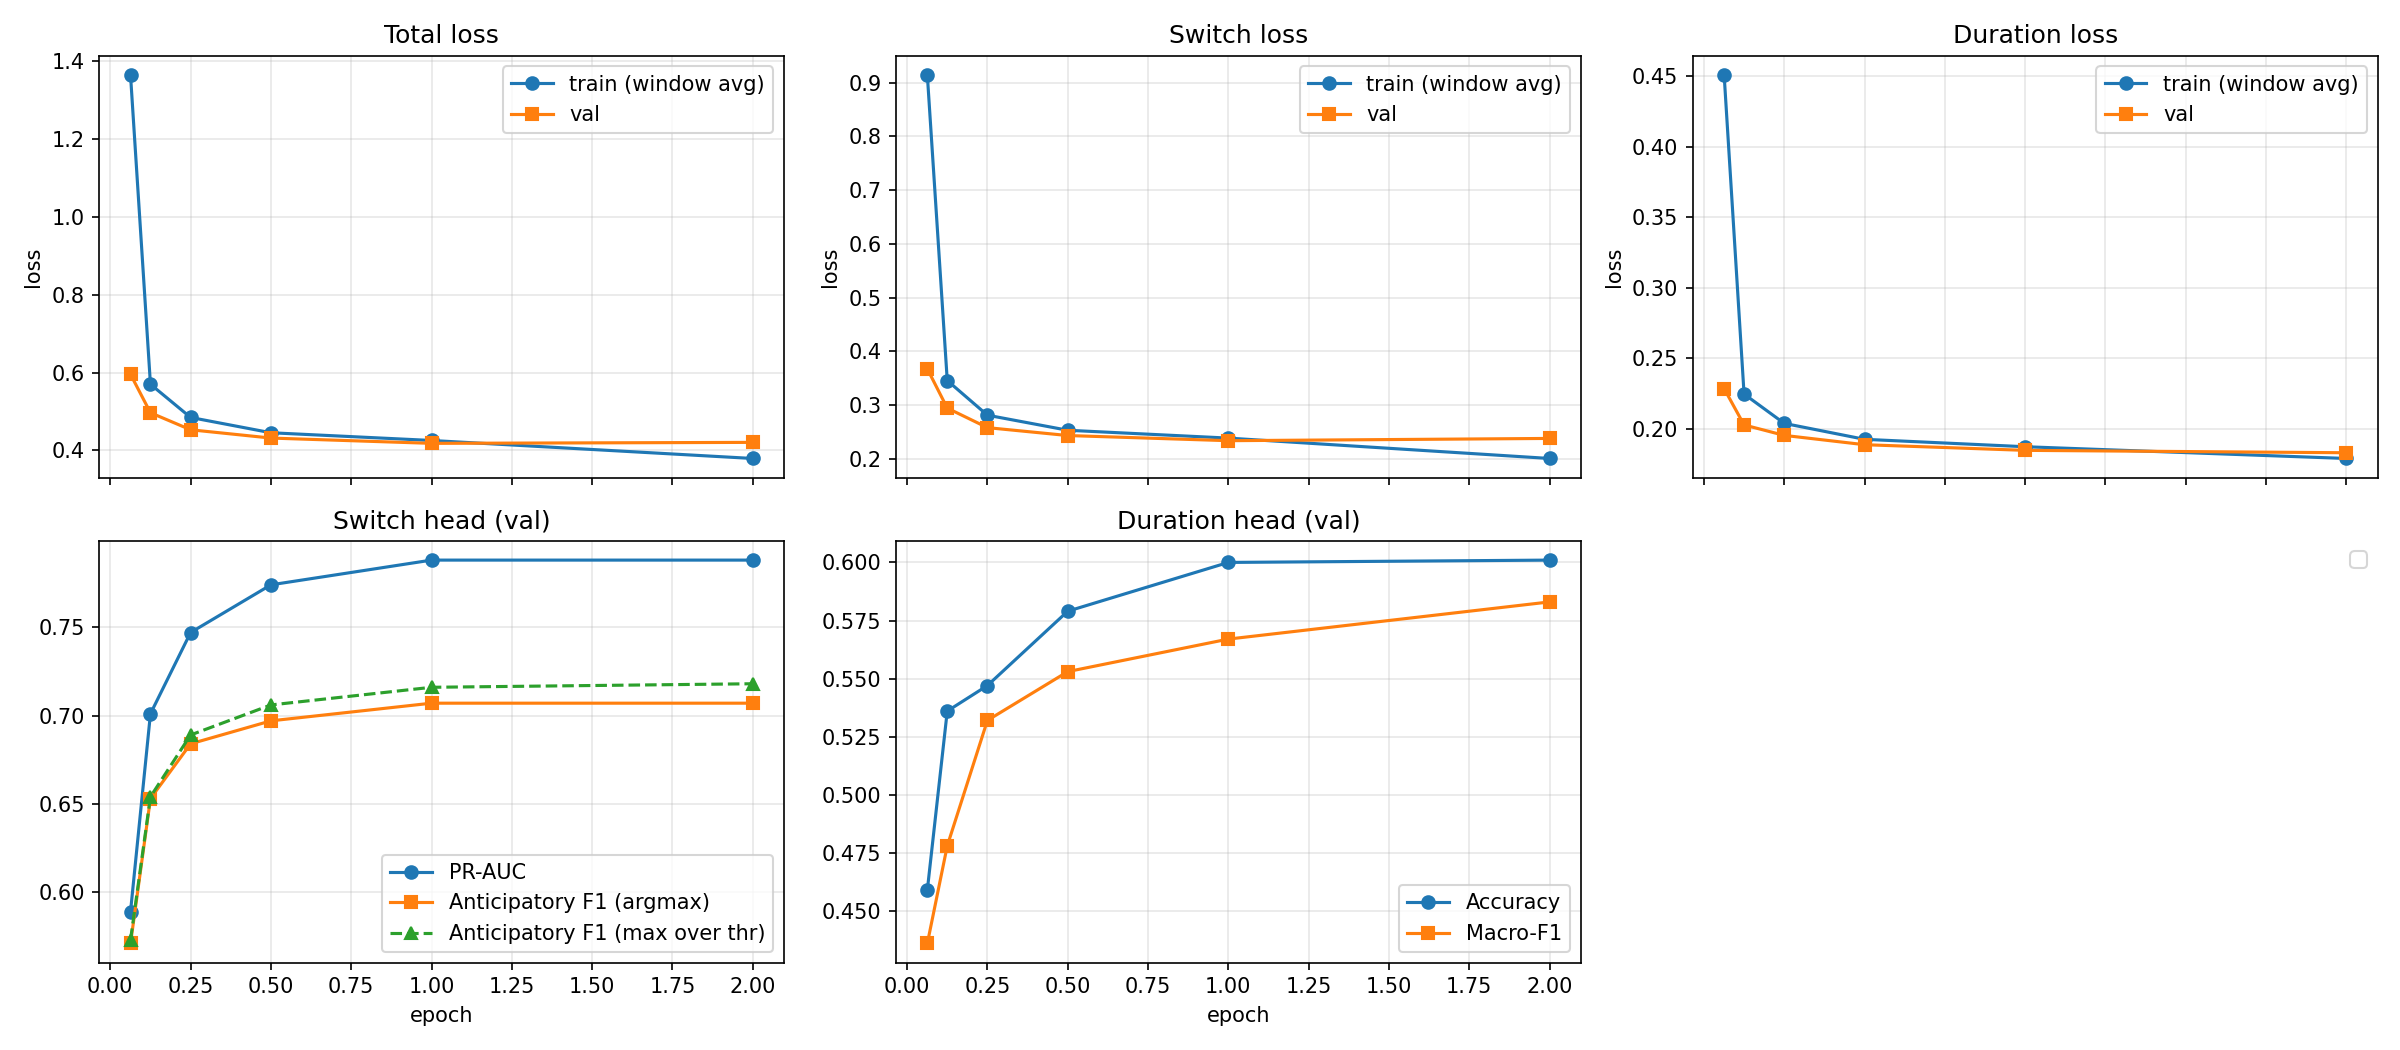 Total loss
1.4
1.2
1.0
0.8
0.6
0.4
loss
train (window avg)
val
Switch loss
0.9
0.8
0.7
0.6
0.5
0.4
0.3
0.2
loss
train (window avg)
val
Duration loss
0.45
0.40
0.35
0.30
0.25
0.20
loss
train (window avg)
val
Switch head (val)
0.75
0.70
0.65
0.60
PR-AUC
Anticipatory F1 (argmax)
Anticipatory F1 (max over thr)
0.00 0.25 0.50 0.75 1.00 1.25 1.50 1.75 2.00
epoch
Duration head (val)
0.600
0.575
0.550
0.525
0.500
0.475
0.450
Accuracy
Macro-F1
0.00 0.25 0.50 0.75 1.00 1.25 1.50 1.75 2.00
epoch